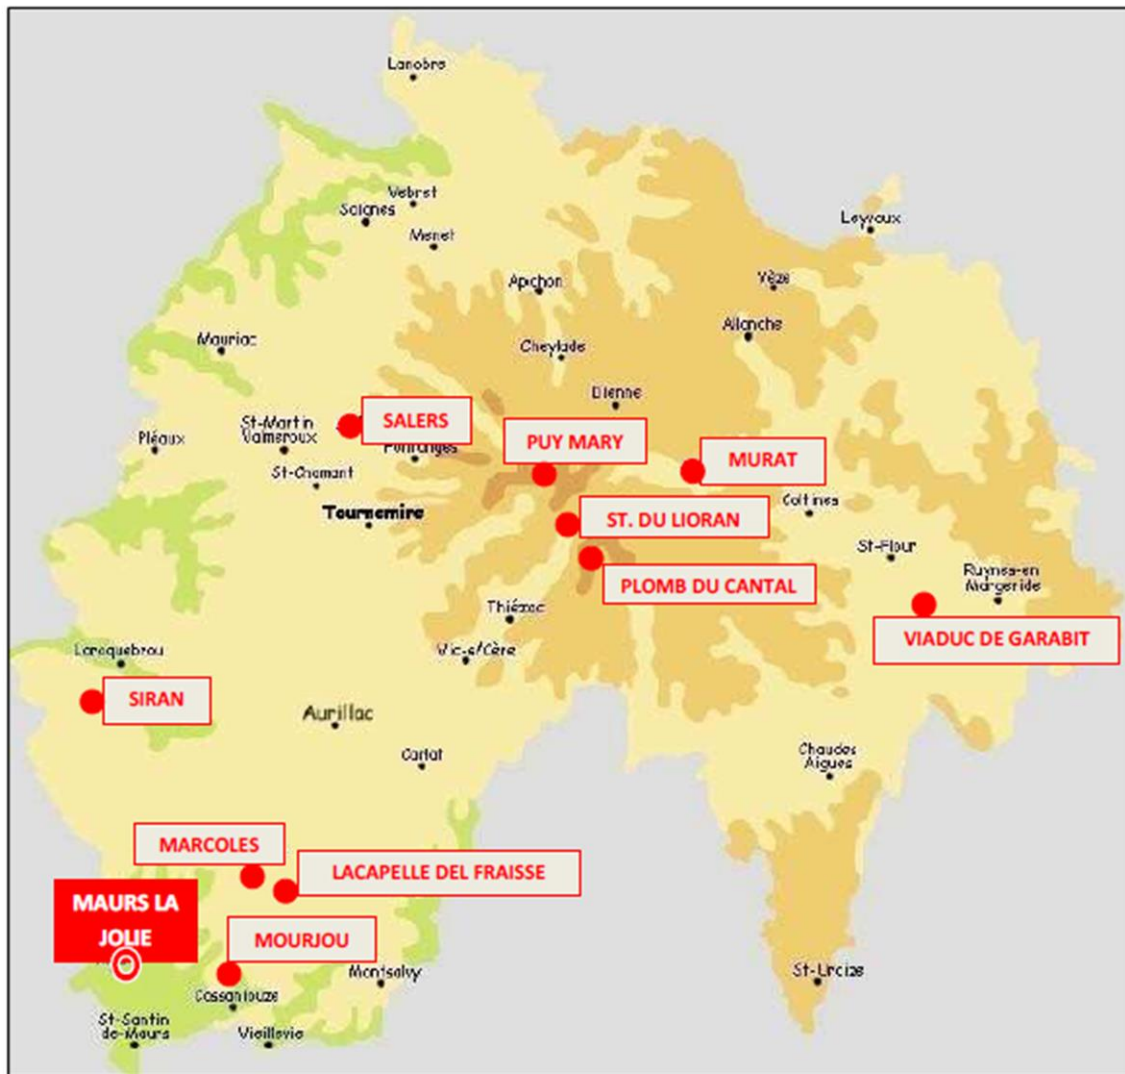 Lanobre
Vebret
Saignes
Menet
Leyvaux
Apchon
Vèze
Allanche
Mauriac
Cheylade
Dienne
SALERS
St-Martin
Valmeroux
Pléaux
PUY MARY
MURAT
Fontanges
St-Chamant
Coltines
Tournemire
ST. DU LIORAN
St-Flour
PLOMB DU CANTAL
Ruynes-en
Margeride
Thiézac
VIADUC DE GARABIT
Laroquebrou
Vic-s/Cère
SIRAN
Aurillac
Carlat
Chaudes
Aigues
MARCOLES
LACAPELLE DEL FRAISSE
MAURS LA
JOLIE
MOURJOU
Montsalvy
St-Urcize
Cassaniouze
St-Santin
de-Maurs
Vieillevie